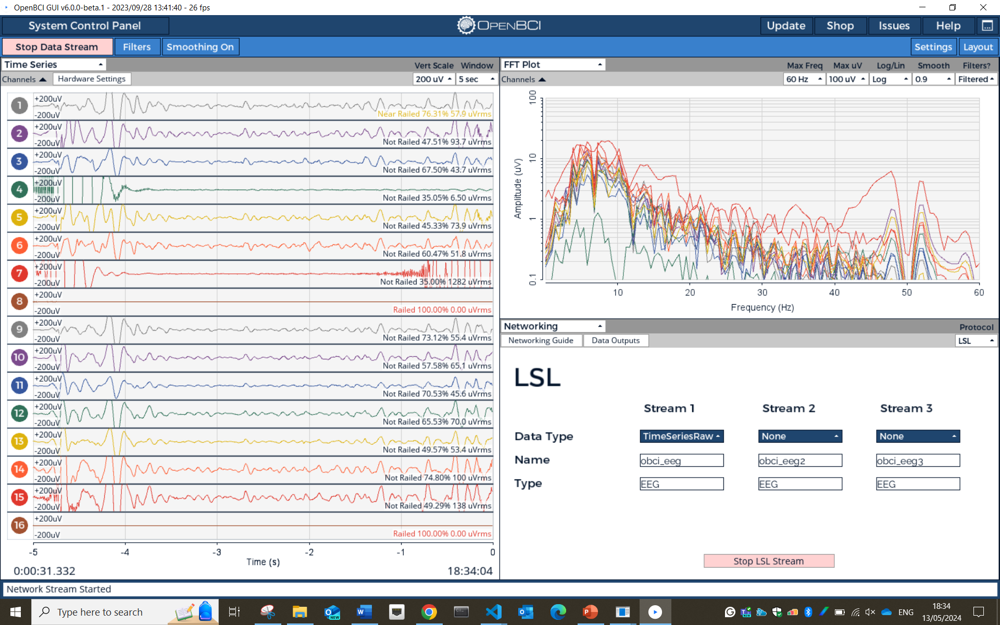 OpenBCI GUI v6.0.0-beta.1 - 2023/09/28 13:41:40 - 26 fps
System Control Panel
OPENBCI
Update Shop Issues Help
Stop Data Stream Filters Smoothing On
Settings Layout
Time Series
Vert Scale Window
Channels Hardware Settings
200 uV 5 sec
1 +200uV -200uV Near Railed 76.31% 57.9 uVrms
2 +200uV -200uV Not Railed 47.51% 93.7 uVrms
3 +200uV -200uV Not Railed 67.50% 43.7 uVrms
4 +200uV -200uV Not Railed 35.05% 6.50 uVrms
5 +200uV -200uV Not Railed 45.33% 73.9 uVrms
6 +200uV -200uV Not Railed 60.47% 51.8 uVrms
7 +200uV -200uV Not Railed 35.00% 1282 uVrms
8 +200uV -200uV Railed 100.00% 0.00 uVrms
9 +200uV -200uV Not Railed 73.12% 55.4 uVrms
10 +200uV -200uV Not Railed 57.58% 65.1 uVrms
11 +200uV -200uV Not Railed 70.53% 45.6 uVrms
12 +200uV -200uV Not Railed 65.53% 70.0 uVrms
13 +200uV -200uV Not Railed 49.57% 53.4 uVrms
14 +200uV -200uV Not Railed 74.80% 100 uVrms
15 +200uV -200uV Not Railed 49.29% 138 uVrms
16 +200uV -200uV Railed 100.00% 0.00 uVrms
-5 -4 -3 -2 -1 0
Time (s)
0:00:31.332 18:34:04
FFT Plot
Max Freq Max uV Log/Lin Smooth Filters?
Channels
60 Hz 100 uV Log 0.9 Filtered
100
10
1
0.1
Amplitude (uV)
10 20 30 40 50 60
Frequency (Hz)
Networking
Protocol
Networking Guide Data Outputs
LSL
LSL
Stream 1 Stream 2 Stream 3
Data Type TimeSeriesRaw None None
Name obci_eeg obci_eeg2 obci_eeg3
Type EEG EEG EEG
Stop LSL Stream
Network Stream Started
Type here to search
NEW
ENG
18:34
13/05/2024